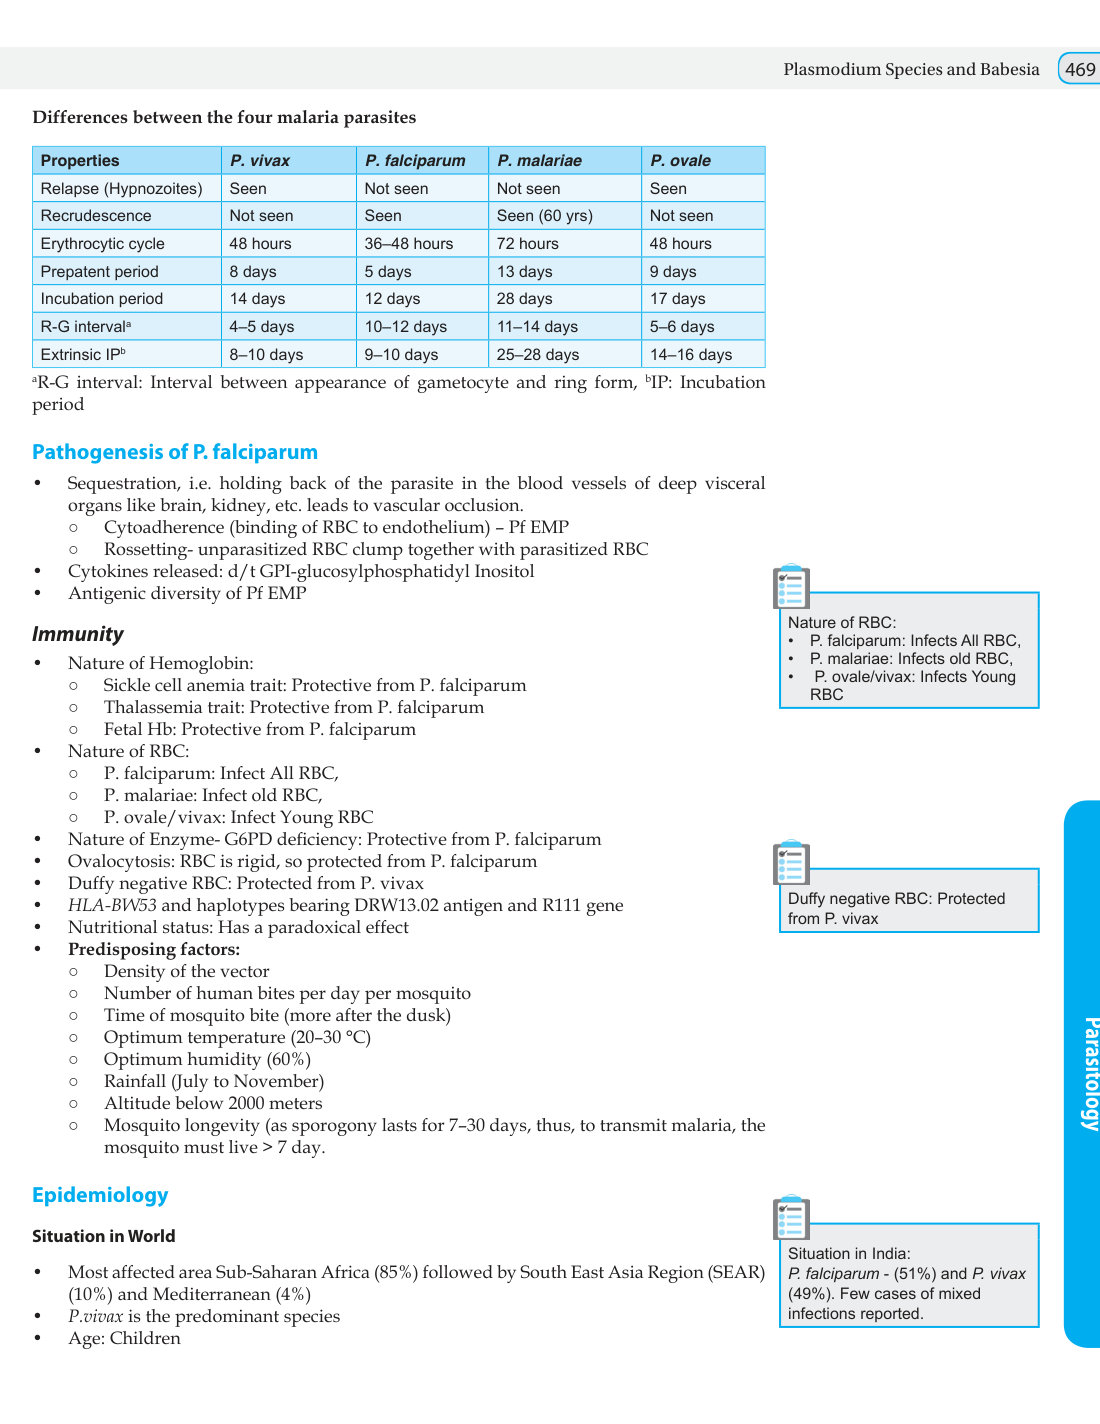 Plasmodium Species and Babesia 469
Differences between the four malaria parasites
Properties P. vivax P. falciparum P. malariae P. ovale
Relapse (Hypnozoites) Seen Not seen Not seen Seen
Recrudescence Not seen Seen Seen (60 yrs) Not seen
Erythrocytic cycle 48 hours 36–48 hours 72 hours 48 hours
Prepatent period 8 days 5 days 13 days 9 days
Incubation period 14 days 12 days 28 days 17 days
R-G intervalᵃ 4–5 days 10–12 days 11–14 days 5–6 days
Extrinsic IPᵇ 8–10 days 9–10 days 25–28 days 14–16 days
ᵃR-G interval: Interval between appearance of gametocyte and ring form, ᵇIP: Incubation
period
Pathogenesis of P. falciparum
• Sequestration, i.e. holding back of the parasite in the blood vessels of deep visceral
organs like brain, kidney, etc. leads to vascular occlusion.
○ Cytoadherence (binding of RBC to endothelium) – Pf EMP
○ Rossetting- unparasitized RBC clump together with parasitized RBC
• Cytokines released: d/t GPI-glucosylphosphatidyl Inositol
• Antigenic diversity of Pf EMP
Immunity
• Nature of Hemoglobin:
○ Sickle cell anemia trait: Protective from P. falciparum
○ Thalassemia trait: Protective from P. falciparum
○ Fetal Hb: Protective from P. falciparum
• Nature of RBC:
○ P. falciparum: Infect All RBC,
○ P. malariae: Infect old RBC,
○ P. ovale/vivax: Infect Young RBC
• Nature of Enzyme- G6PD deficiency: Protective from P. falciparum
• Ovalocytosis: RBC is rigid, so protected from P. falciparum
• Duffy negative RBC: Protected from P. vivax
• HLA-BW53 and haplotypes bearing DRW13.02 antigen and R111 gene
• Nutritional status: Has a paradoxical effect
• Predisposing factors:
○ Density of the vector
○ Number of human bites per day per mosquito
○ Time of mosquito bite (more after the dusk)
○ Optimum temperature (20–30 °C)
○ Optimum humidity (60%)
○ Rainfall (July to November)
○ Altitude below 2000 meters
○ Mosquito longevity (as sporogony lasts for 7–30 days, thus, to transmit malaria, the
mosquito must live > 7 day.
Epidemiology
Situation in World
• Most affected area Sub-Saharan Africa (85%) followed by South East Asia Region (SEAR)
(10%) and Mediterranean (4%)
• P.vivax is the predominant species
• Age: Children
Nature of RBC:
• P. falciparum: Infects All RBC,
• P. malariae: Infects old RBC,
• P. ovale/vivax: Infects Young
RBC
Duffy negative RBC: Protected
from P. vivax
Situation in India:
P. falciparum - (51%) and P. vivax
(49%). Few cases of mixed
infections reported.
Parasitology